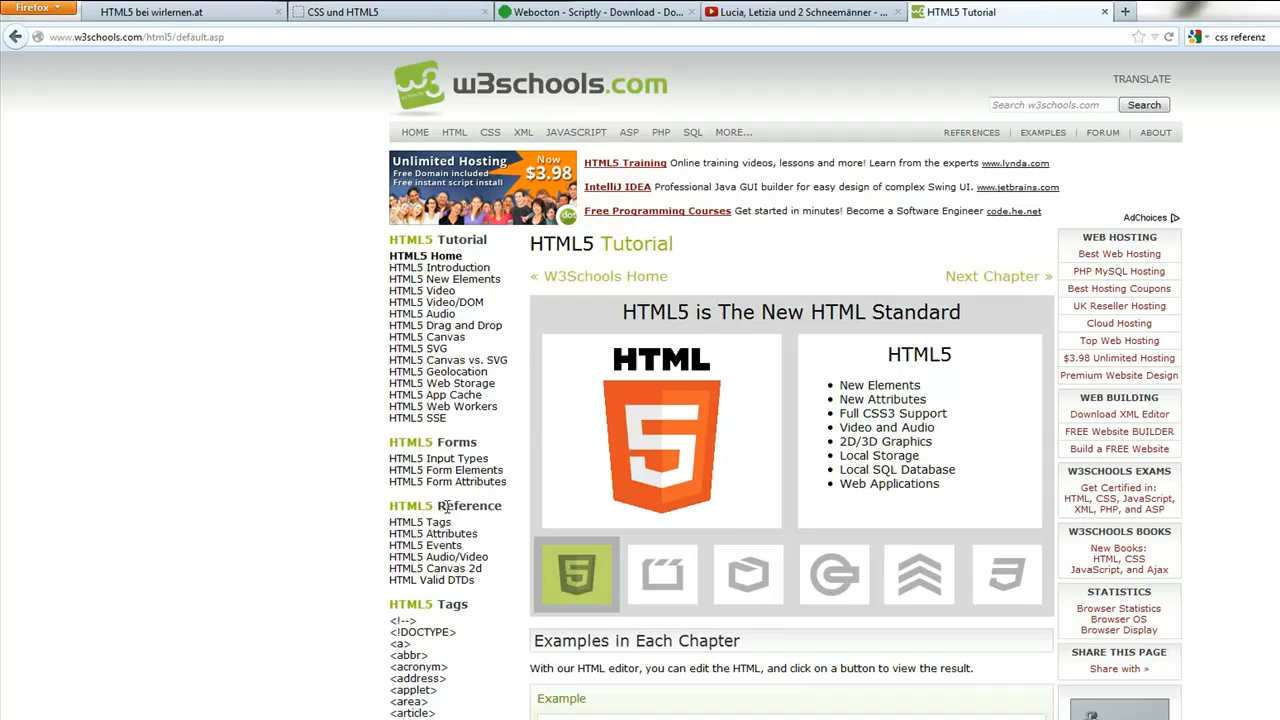 Firefox
HTML5 bei wirlernen.at
CSS und HTML5
Webocton - Scriptly - Download - Do...
Lucia, Letizia und 2 Schneemänner - ...
HTML5 Tutorial
www.w3schools.com/html5/default.asp
css referenz
w3schools.com
TRANSLATE
Search w3schools.com
Search
HOME HTML CSS XML JAVASCRIPT ASP PHP SQL MORE...
REFERENCES EXAMPLES FORUM ABOUT
Unlimited Hosting
Free Domain included
Free instant script install
Now
$3.98
dot
HTML5 Training Online training videos, lessons and more! Learn from the experts www.lynda.com
IntelliJ IDEA Professional Java GUI builder for easy design of complex Swing UI. www.jetbrains.com
Free Programming Courses Get started in minutes! Become a Software Engineer code.he.net
AdChoices
HTML5 Tutorial
HTML5 Home
HTML5 Introduction
HTML5 New Elements
HTML5 Video
HTML5 Video/DOM
HTML5 Audio
HTML5 Drag and Drop
HTML5 Canvas
HTML5 SVG
HTML5 Canvas vs. SVG
HTML5 Geolocation
HTML5 Web Storage
HTML5 App Cache
HTML5 Web Workers
HTML5 SSE
HTML5 Forms
HTML5 Input Types
HTML5 Form Elements
HTML5 Form Attributes
HTML5 Reference
HTML5 Tags
HTML5 Attributes
HTML5 Events
HTML5 Audio/Video
HTML5 Canvas 2d
HTML Valid DTDs
HTML5 Tags
<!-->
<!DOCTYPE>
<a>
<abbr>
<acronym>
<address>
<applet>
<area>
<article>
HTML5 Tutorial
« W3Schools Home
Next Chapter »
HTML5 is The New HTML Standard
HTML
5
HTML5
New Elements
New Attributes
Full CSS3 Support
Video and Audio
2D/3D Graphics
Local Storage
Local SQL Database
Web Applications
Examples in Each Chapter
With our HTML editor, you can edit the HTML, and click on a button to view the result.
Example
WEB HOSTING
Best Web Hosting
PHP MySQL Hosting
Best Hosting Coupons
UK Reseller Hosting
Cloud Hosting
Top Web Hosting
$3.98 Unlimited Hosting
Premium Website Design
WEB BUILDING
Download XML Editor
FREE Website BUILDER
Build a FREE Website
W3SCHOOLS EXAMS
Get Certified in:
HTML, CSS, JavaScript,
XML, PHP, and ASP
W3SCHOOLS BOOKS
New Books:
HTML, CSS
JavaScript, and Ajax
STATISTICS
Browser Statistics
Browser OS
Browser Display
SHARE THIS PAGE
Share with »